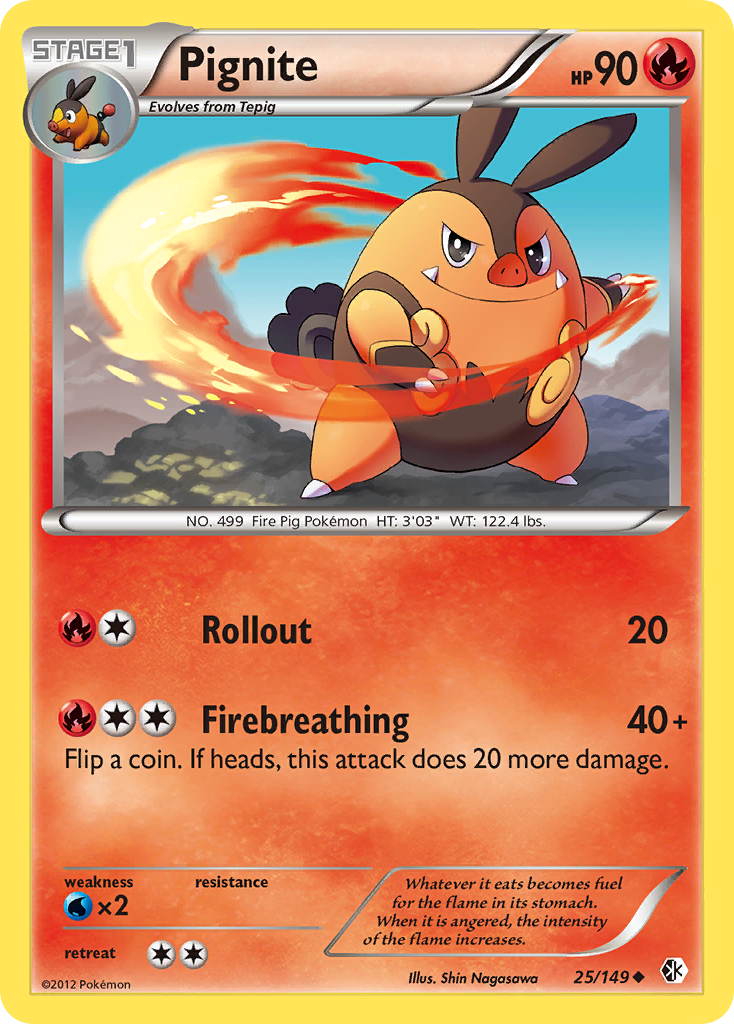 STAGE1
Pignite
HP 90
Evolves from Tepig
NO. 499 Fire Pig Pokémon HT: 3'03" WT: 122.4 lbs.
Rollout 20
Firebreathing 40+
Flip a coin. If heads, this attack does 20 more damage.
weakness resistance
×2
retreat
Whatever it eats becomes fuel
for the flame in its stomach.
When it is angered, the intensity
of the flame increases.
©2012 Pokémon
Illus. Shin Nagasawa 25/149